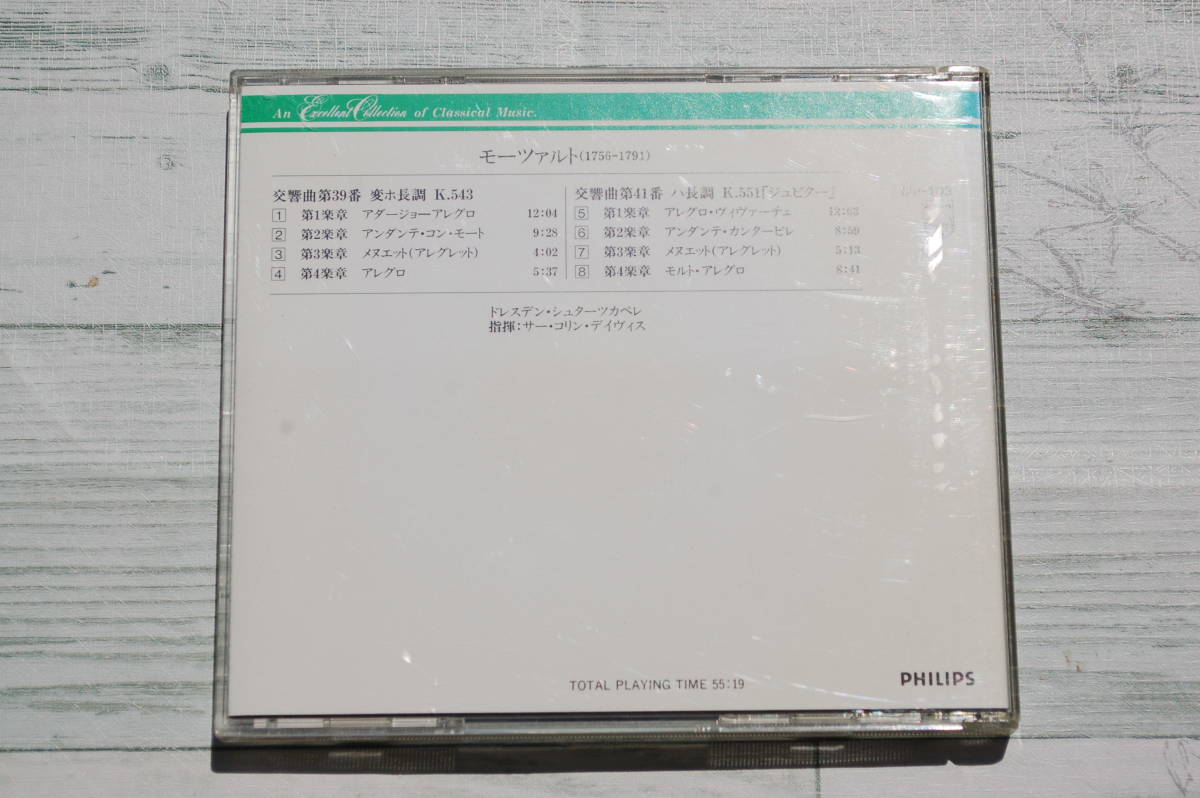 An Excellent Collection of Classical Music.
モーツァルト(1756-1791)
交響曲第39番 変ホ長調 K.543
1 第1楽章 アダージョーアレグロ 12:04
2 第2楽章 アンダンテ・コン・モート 9:28
3 第3楽章 メヌエット(アレグレット) 4:02
4 第4楽章 アレグロ 5:37
交響曲第41番 ハ長調 K.551「ジュピター」
5 第1楽章 アレグロ・ヴィヴァーチェ
6 第2楽章 アンダンテ・カンタービレ 8:59
7 第3楽章 メヌエット(アレグレット) 5:13
8 第4楽章 モルト・アレグロ 8:41
ドレスデン・シュターツカペレ
指揮:サー・コリン・デイヴィス
TOTAL PLAYING TIME 55:19
PHILIPS